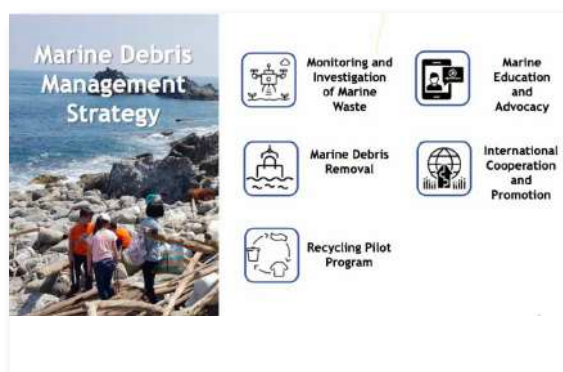 Marine Debris
Management
Strategy
Monitoring and
Investigation
of Marine
Waste
Marine Debris
Removal
Recycling Pilot
Program
Marine
Education
and
Advocacy
International
Cooperation
and
Promotion